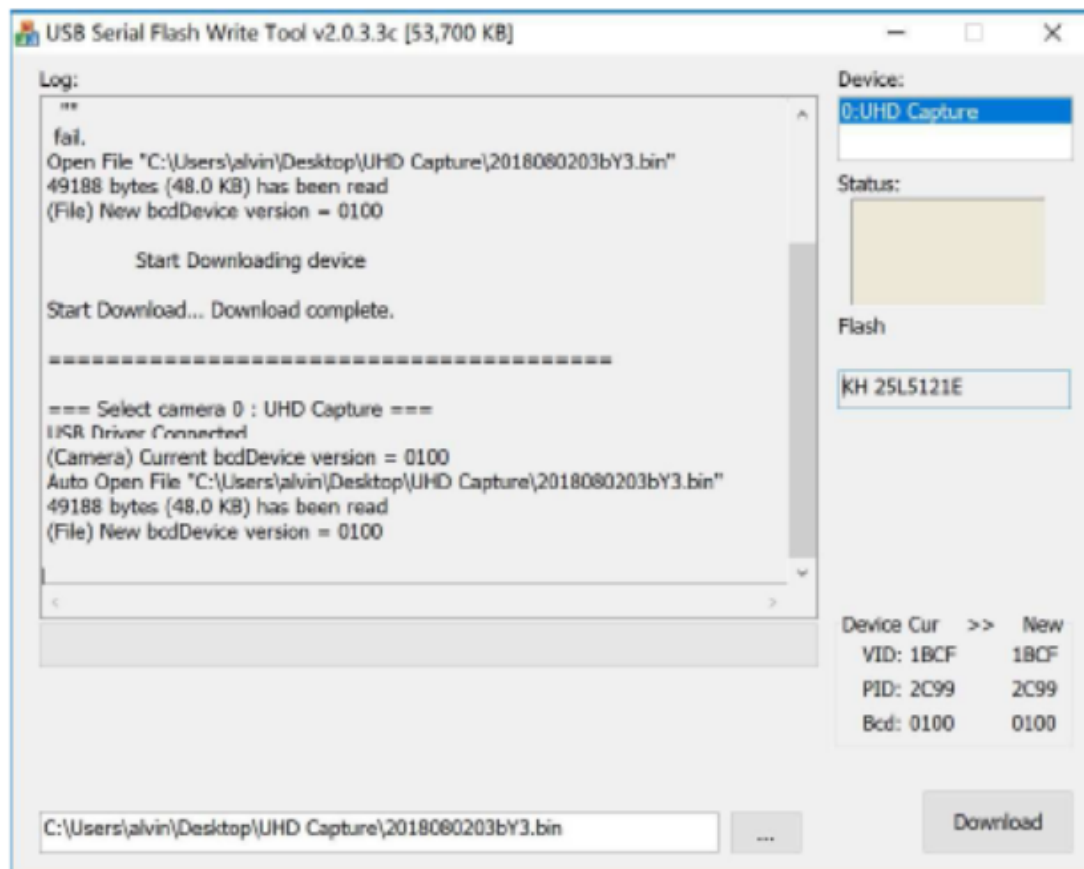 USB Serial Flash Write Tool v2.0.3.3c [53,700 KB]
Log:
""
fail.
Open File "C:\Users\alvin\Desktop\UHD Capture\2018080203bY3.bin"
49188 bytes (48.0 KB) has been read
(File) New bcdDevice version = 0100
Start Downloading device
Start Download... Download complete.
========================================
=== Select camera 0 : UHD Capture ===
USB Driver Connected
(Camera) Current bcdDevice version = 0100
Auto Open File "C:\Users\alvin\Desktop\UHD Capture\2018080203bY3.bin"
49188 bytes (48.0 KB) has been read
(File) New bcdDevice version = 0100
Device:
0:UHD Capture
Status:
Flash
KH 25L5121E
Device Cur >> New
VID: 1BCF 1BCF
PID: 2C99 2C99
Bcd: 0100 0100
C:\Users\alvin\Desktop\UHD Capture\2018080203bY3.bin
...
Download